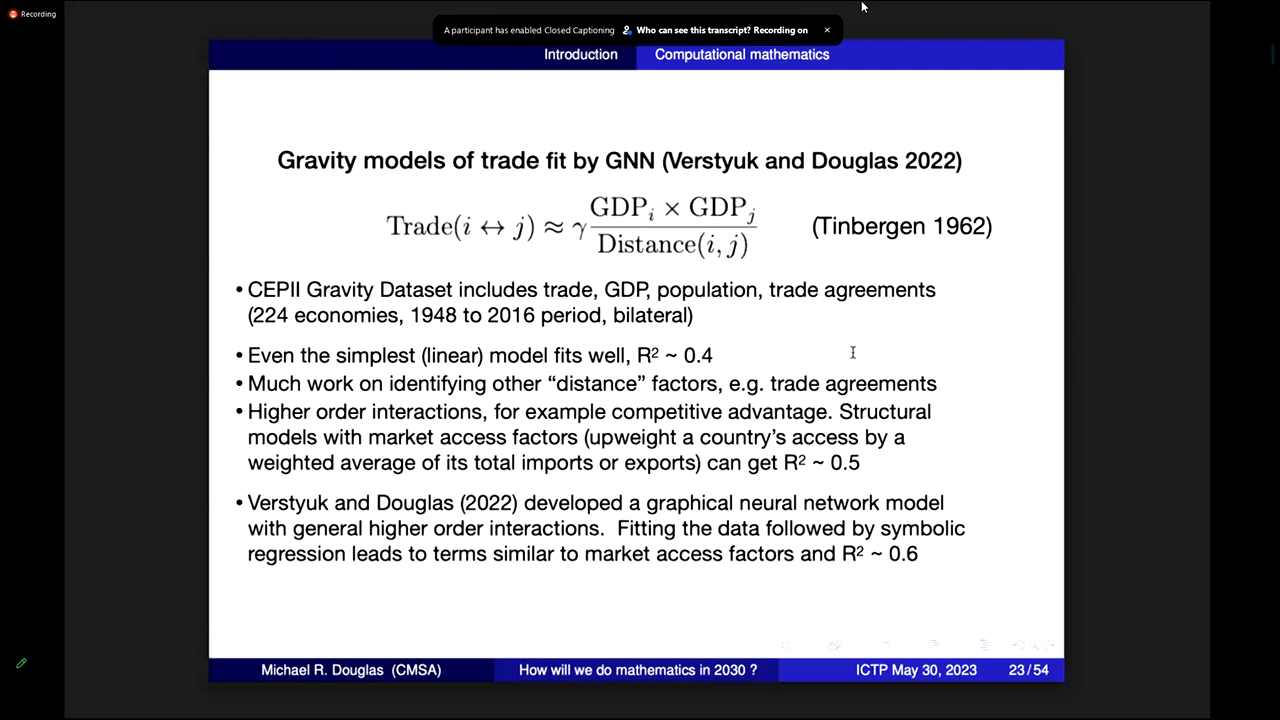 Recording
A participant has enabled Closed Captioning Who can see this transcript? Recording on ×
Introduction Computational mathematics
Gravity models of trade fit by GNN (Verstyuk and Douglas 2022)
Trade(i ↔ j) ≈ γ GDP_i × GDP_j / Distance(i, j) (Tinbergen 1962)
• CEPII Gravity Dataset includes trade, GDP, population, trade agreements
(224 economies, 1948 to 2016 period, bilateral)
• Even the simplest (linear) model fits well, R² ~ 0.4
• Much work on identifying other “distance” factors, e.g. trade agreements
• Higher order interactions, for example competitive advantage. Structural
models with market access factors (upweight a country’s access by a
weighted average of its total imports or exports) can get R² ~ 0.5
• Verstyuk and Douglas (2022) developed a graphical neural network model
with general higher order interactions. Fitting the data followed by symbolic
regression leads to terms similar to market access factors and R² ~ 0.6
Michael R. Douglas (CMSA) How will we do mathematics in 2030 ? ICTP May 30, 2023 23 / 54